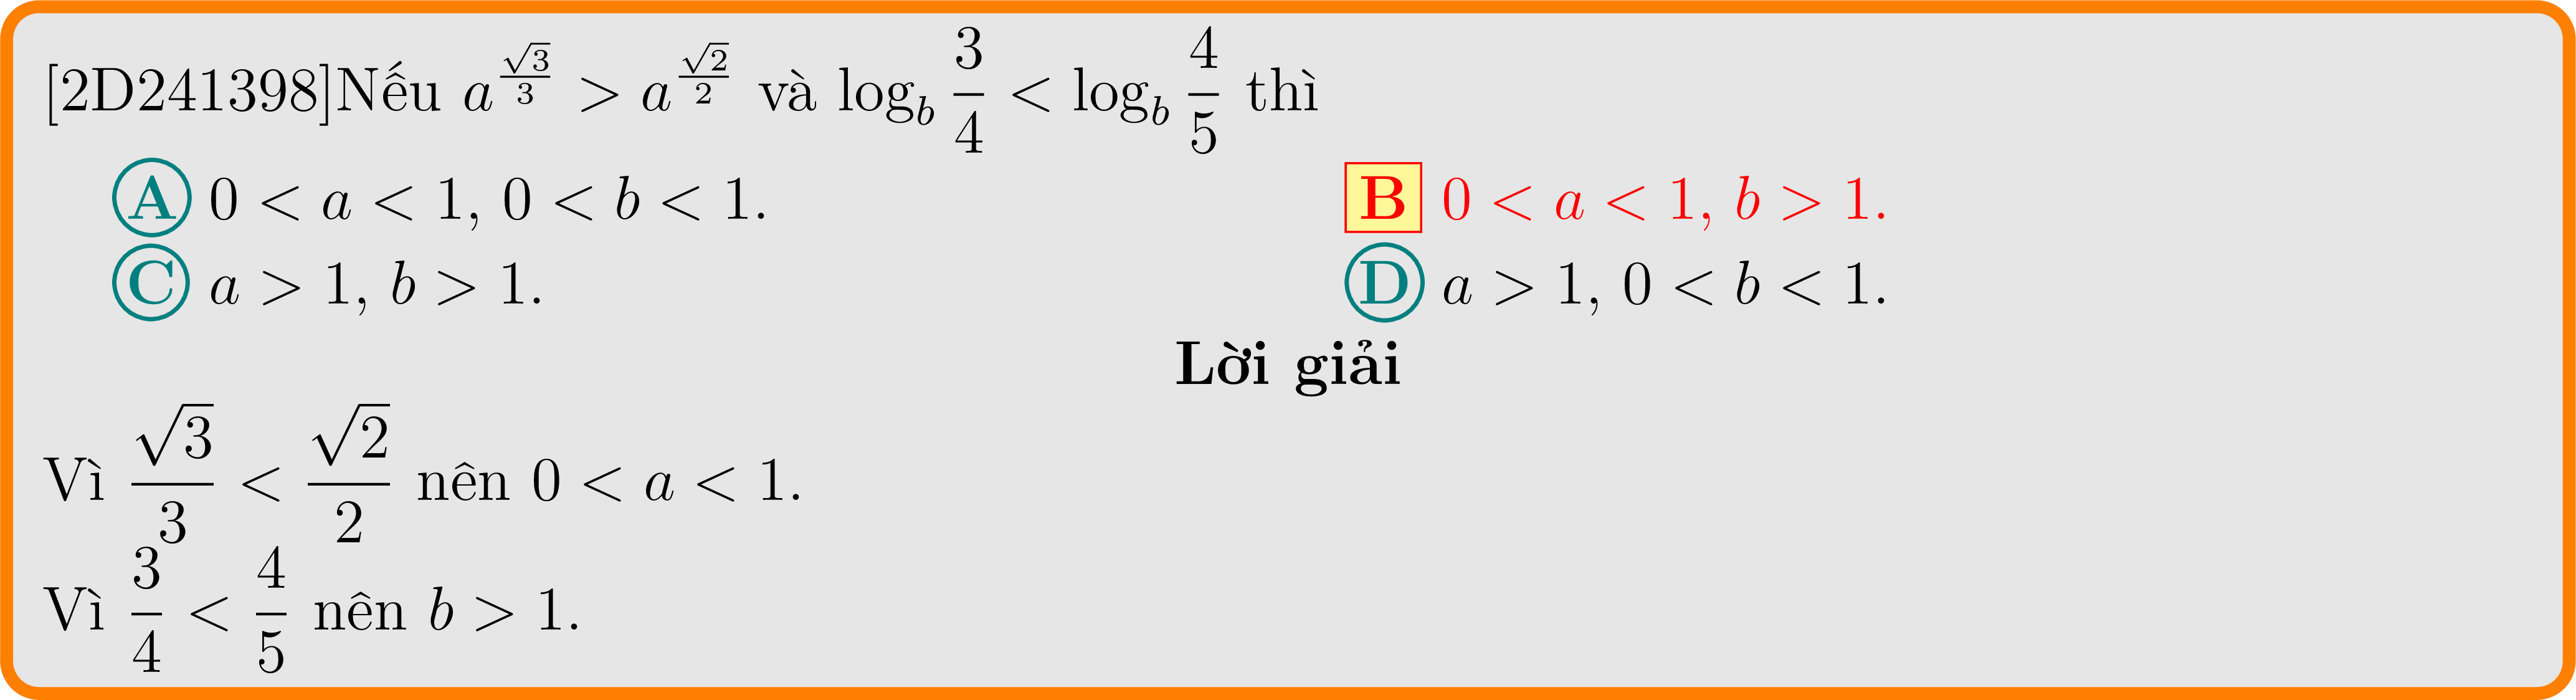 [2D241398]Nếu $a^{\frac{\sqrt{3}}{3}} > a^{\frac{\sqrt{2}}{2}}$ và $\log_b \frac{3}{4} < \log_b \frac{4}{5}$ thì
A 0 < a < 1, 0 < b < 1. B 0 < a < 1, b > 1.
C a > 1, b > 1. D a > 1, 0 < b < 1.
Lời giải
Vì $\frac{\sqrt{3}}{3} < \frac{\sqrt{2}}{2}$ nên 0 < a < 1.
Vì $\frac{3}{4} < \frac{4}{5}$ nên b > 1.